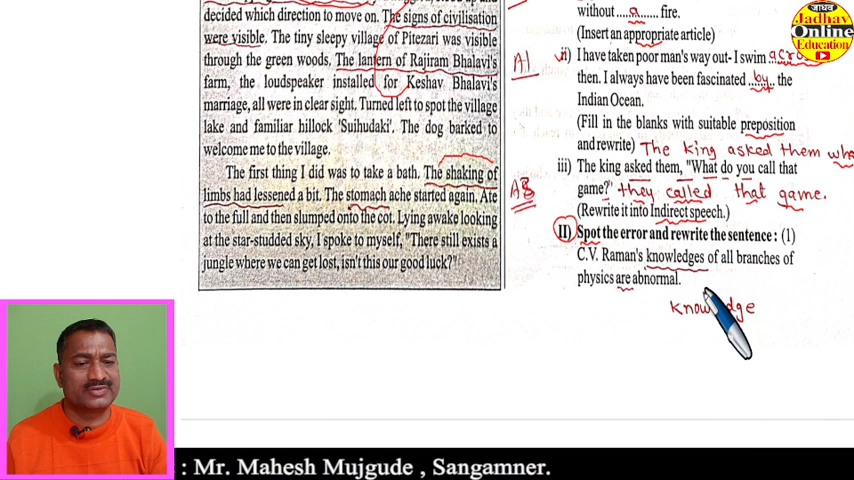 decided which direction to move on. The signs of civilisation
were visible. The tiny sleepy village of Pitezari was visible
through the green woods. The lantern of Rajiram Bhalavi's
farm, the loudspeaker installed for Keshav Bhalavi's
marriage, all were in clear sight. Turned left to spot the village
lake and familiar hillock 'Suihudaki'. The dog barked to
welcome me to the village.
The first thing I did was to take a bath. The shaking of
limbs had lessened a bit. The stomach ache started again. Ate
to the full and then slumped onto the cot. Lying awake looking
at the star-studded sky, I spoke to myself, "There still exists a
jungle where we can get lost, isn't this our good luck?"
without ...a... fire.
(Insert an appropriate article)
A1
ii) I have taken poor man's way out- I swim across
then. I always have been fascinated ..by.. the
Indian Ocean.
(Fill in the blanks with suitable preposition
and rewrite) The king asked them what
iii) The king asked them, "What do you call that
A3
game?" they called that game.
(Rewrite it into Indirect speech.)
II) Spot the error and rewrite the sentence : (1)
C.V. Raman's knowledges of all branches of
physics are abnormal.
knowledge
जाधव
Jadhav
Online
Education
: Mr. Mahesh Mujgude , Sangamner.